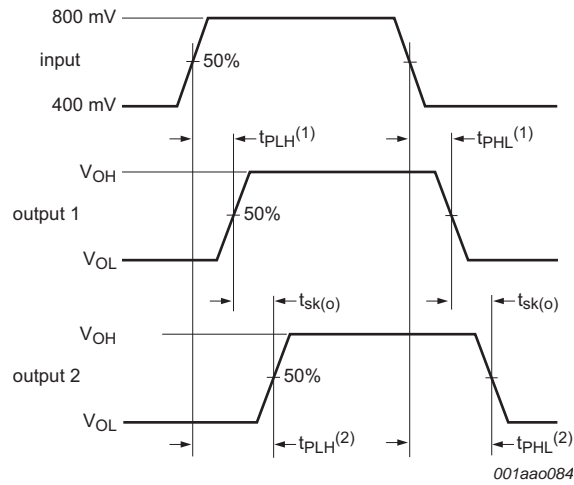 800 mV
input
50%
400 mV
tPLH(1)
tPHL(1)
VOH
output 1
50%
VOL
tsk(o)
tsk(o)
VOH
output 2
50%
VOL
tPLH(2)
tPHL(2)
001aao084